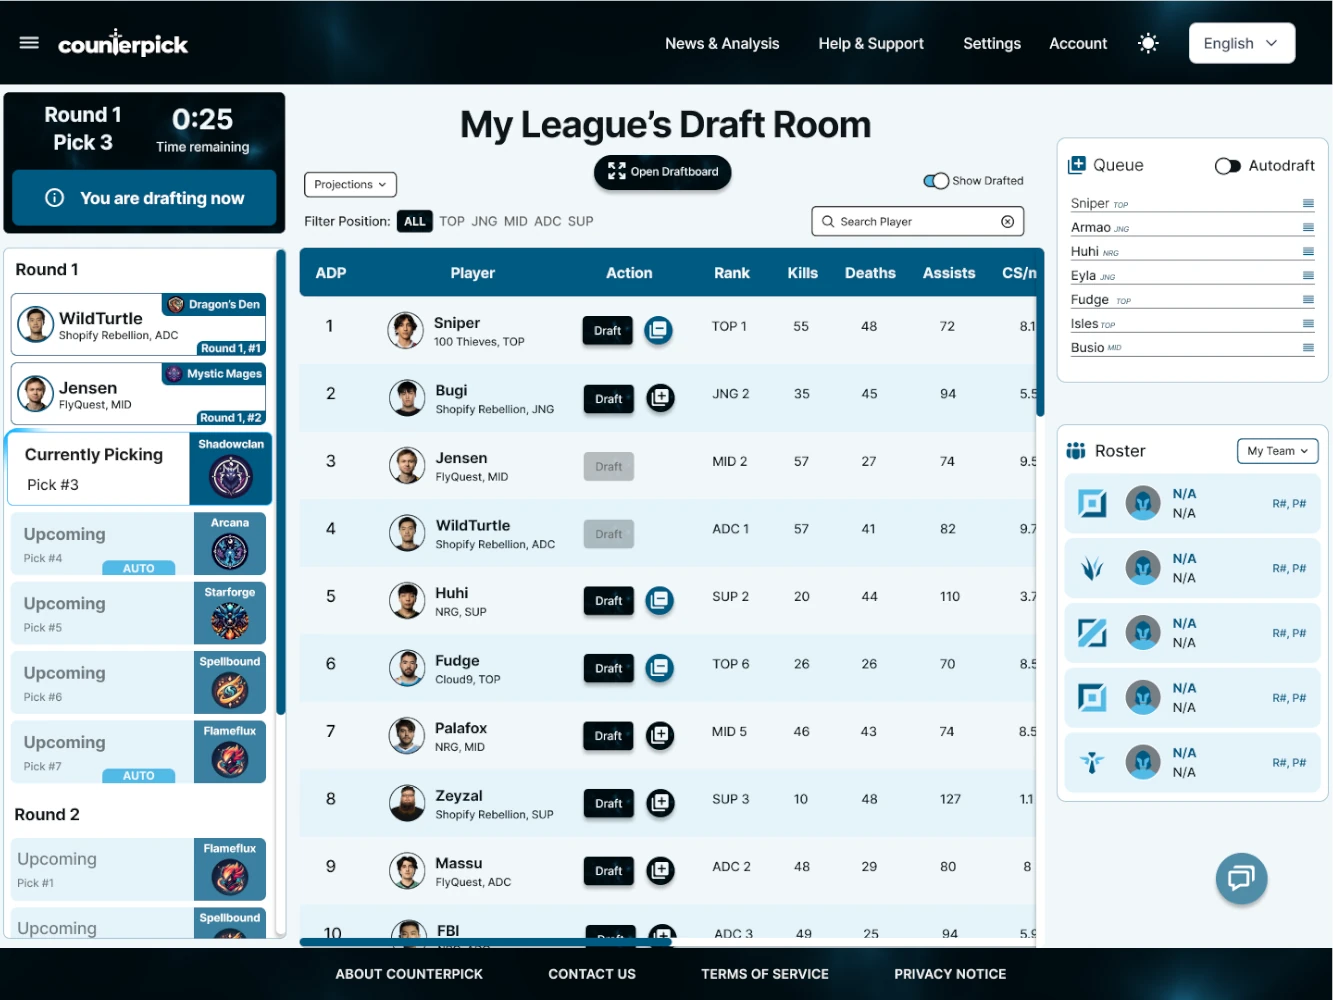 counterpick
News & Analysis
Help & Support
Settings
Account
English
Round 1
Pick 3
0:25
Time remaining
You are drafting now
My League's Draft Room
Open Draftboard
Projections
Show Drafted
Filter Position: ALL TOP JNG MID ADC SUP
Search Player
Round 1
WildTurtle
Shopify Rebellion, ADC
Dragon's Den
Round 1, #1
Jensen
FlyQuest, MID
Mystic Mages
Round 1, #2
Currently Picking
Pick #3
Shadowclan
Upcoming
Pick #4
AUTO
Arcana
Upcoming
Pick #5
Starforge
Upcoming
Pick #6
Spellbound
Upcoming
Pick #7
AUTO
Flameflux
Round 2
Upcoming
Pick #1
Flameflux
Upcoming
Spellbound
ADP Player Action Rank Kills Deaths Assists CS/m
1 Sniper 100 Thieves, TOP Draft TOP 1 55 48 72 8.1
2 Bugi Shopify Rebellion, JNG Draft JNG 2 35 45 94 5.5
3 Jensen FlyQuest, MID Draft MID 2 57 27 74 9.5
4 WildTurtle Shopify Rebellion, ADC Draft ADC 1 57 41 82 9.7
5 Huhi NRG, SUP Draft SUP 2 20 44 110 3.7
6 Fudge Cloud9, TOP Draft TOP 6 26 26 70 8.5
7 Palafox NRG, MID Draft MID 5 46 43 74 8.5
8 Zeyzal Shopify Rebellion, SUP Draft SUP 3 10 48 127 1.1
9 Massu FlyQuest, ADC Draft ADC 2 48 29 80 8
10 FBI Draft ADC 3 49 25 94 5.9
Queue
Autodraft
Sniper TOP
Armao JNG
Huhi NRG
Eyla JNG
Fudge TOP
Isles TOP
Busio MID
Roster
My Team
N/A
N/A
R#, P#
N/A
N/A
R#, P#
N/A
N/A
R#, P#
N/A
N/A
R#, P#
N/A
N/A
R#, P#
ABOUT COUNTERPICK
CONTACT US
TERMS OF SERVICE
PRIVACY NOTICE